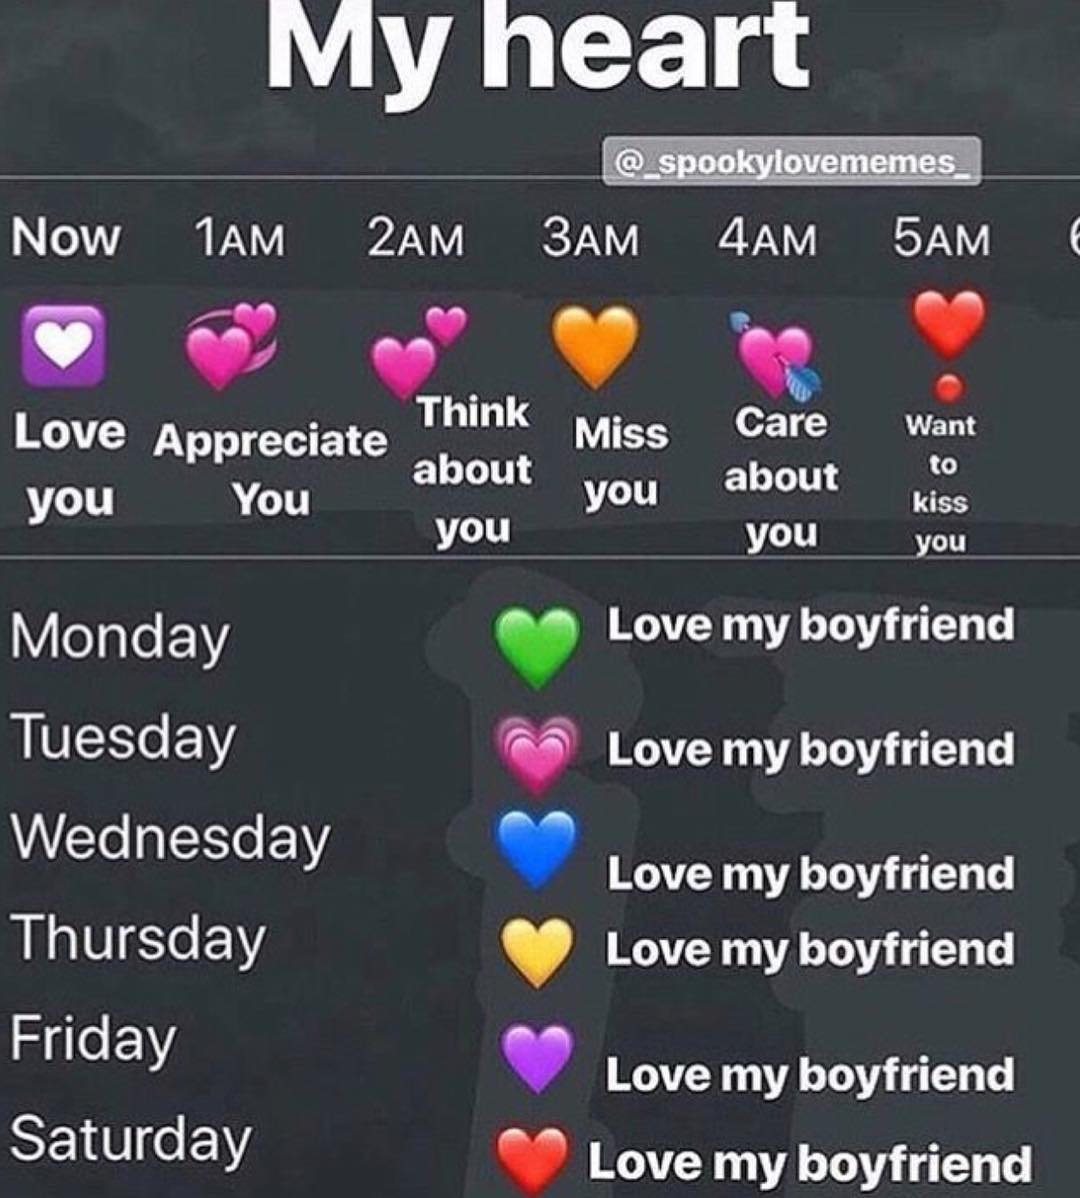 My heart
@_spookylovememes_
Now 1AM 2AM 3AM 4AM 5AM
Love you
Appreciate You
Think about you
Miss you
Care about you
Want to kiss you
Monday Love my boyfriend
Tuesday Love my boyfriend
Wednesday Love my boyfriend
Thursday Love my boyfriend
Friday Love my boyfriend
Saturday Love my boyfriend